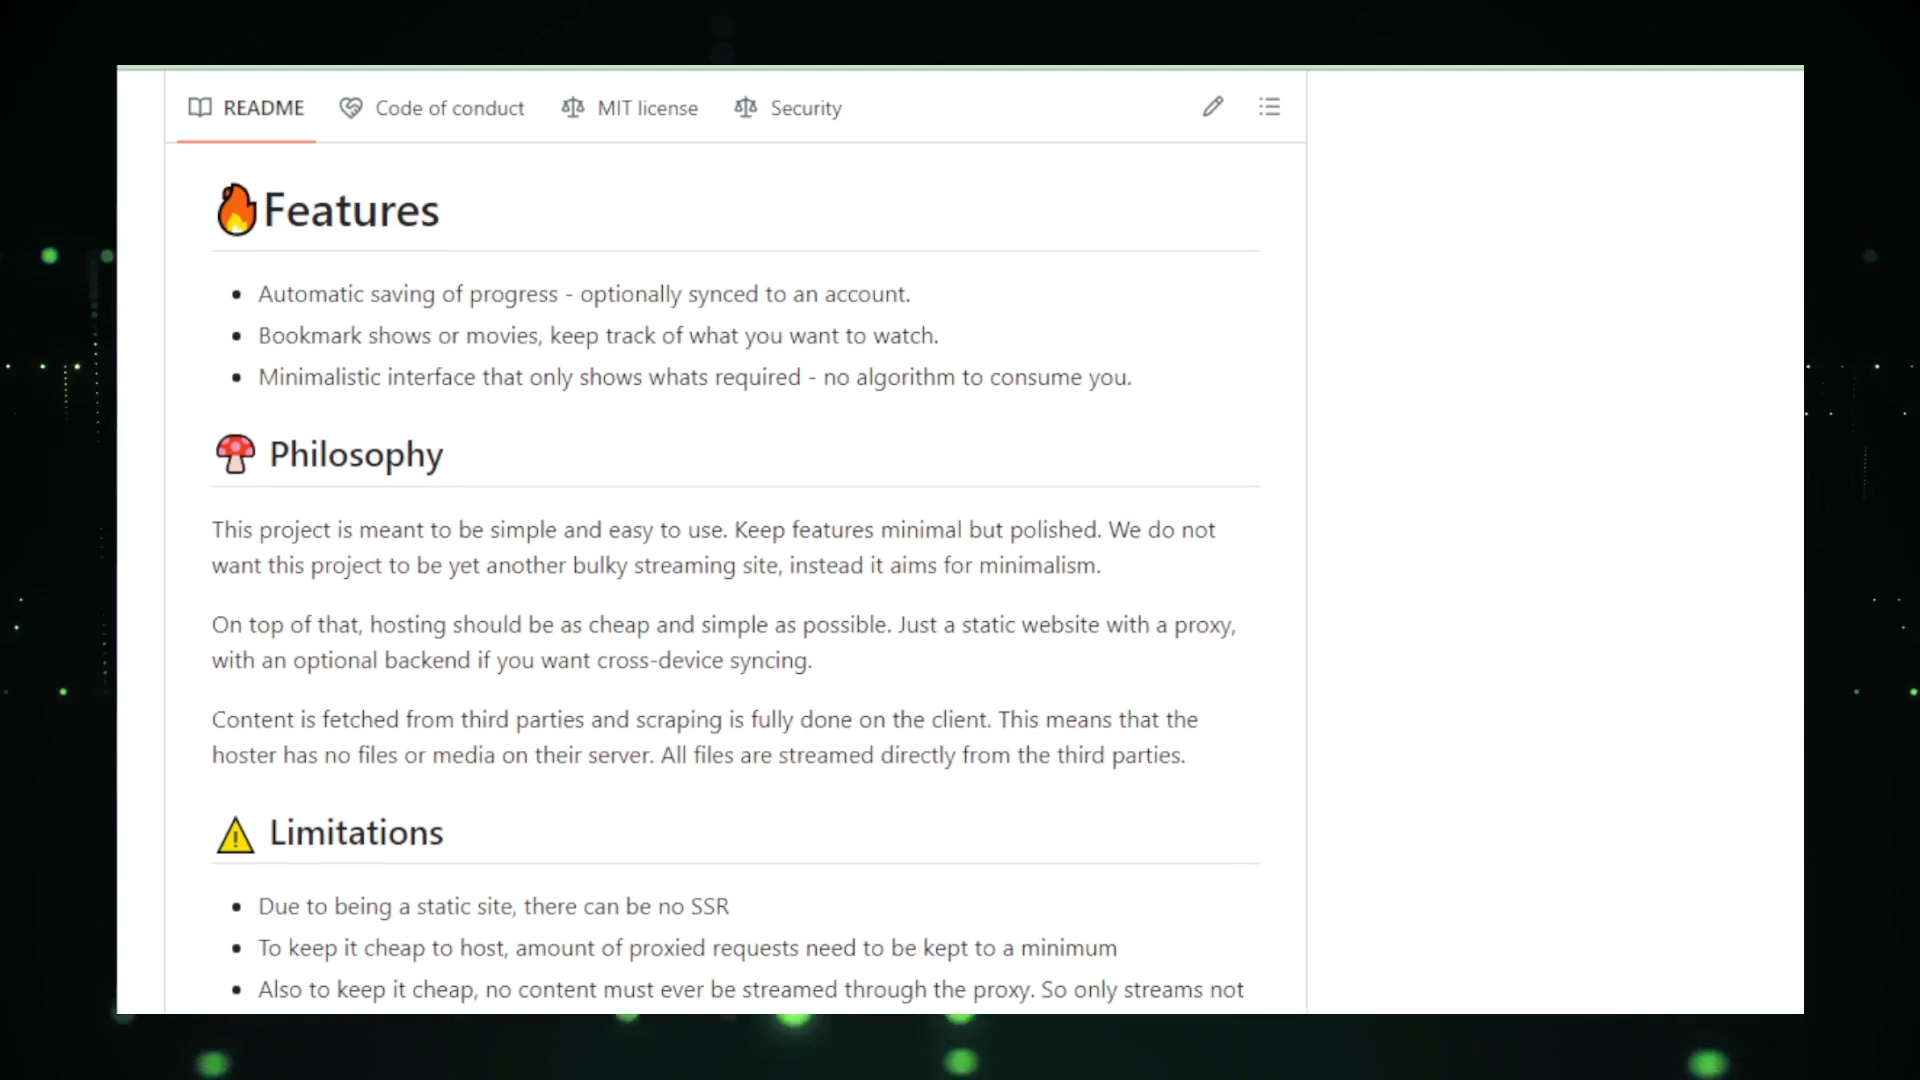 README Code of conduct MIT license Security
Features
Automatic saving of progress - optionally synced to an account.
Bookmark shows or movies, keep track of what you want to watch.
Minimalistic interface that only shows whats required - no algorithm to consume you.
Philosophy
This project is meant to be simple and easy to use. Keep features minimal but polished. We do not
want this project to be yet another bulky streaming site, instead it aims for minimalism.
On top of that, hosting should be as cheap and simple as possible. Just a static website with a proxy,
with an optional backend if you want cross-device syncing.
Content is fetched from third parties and scraping is fully done on the client. This means that the
hoster has no files or media on their server. All files are streamed directly from the third parties.
Limitations
Due to being a static site, there can be no SSR
To keep it cheap to host, amount of proxied requests need to be kept to a minimum
Also to keep it cheap, no content must ever be streamed through the proxy. So only streams not